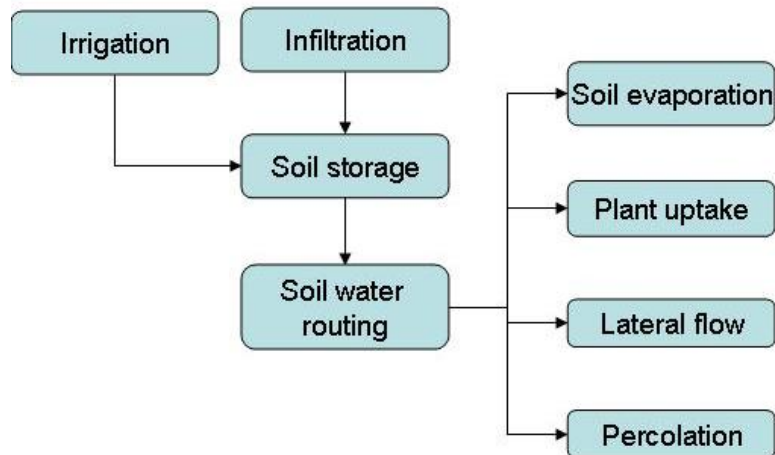 Irrigation
Infiltration
Soil storage
Soil water
routing
Soil evaporation
Plant uptake
Lateral flow
Percolation